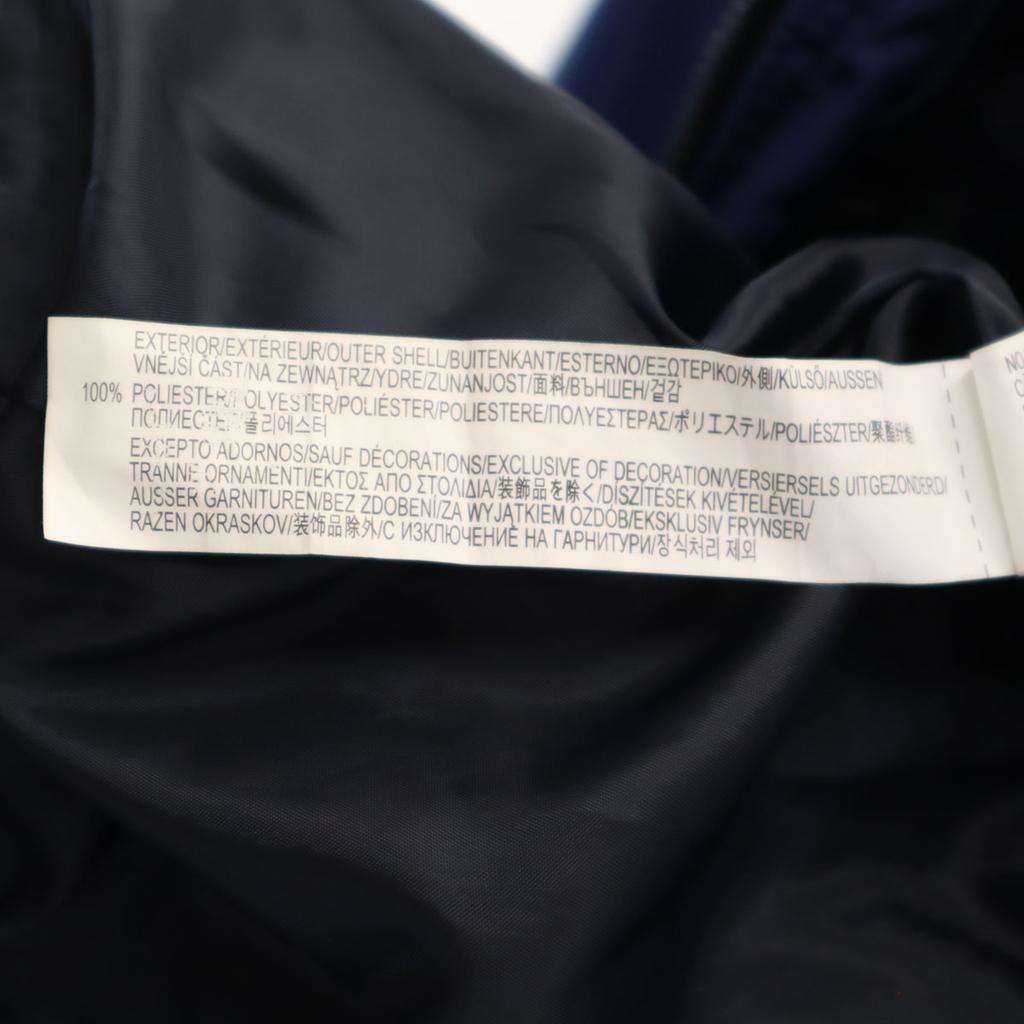 EXTERIOR/EXTÉRIEUR/OUTER SHELL/BUITENKANT/ESTERNO/ΕΞΩΤΕΡΙΚΟ/外側/KÜLSŐ/AUSSEN
VNĚJŠÍ ČÁST/NA ZEWNĄTRZ/YDRE/ZUNANJOST/面料/ВЪНШЕН/겉감
100% POLIESTER/POLYESTER/POLIÉSTER/POLIESTERE/ΠΟΛΥΕΣΤΕΡΑΣ/ポリエステル/POLIÉSZTER/聚酯纤维
폴리에스터
EXCEPTO ADORNOS/SAUF DÉCORATIONS/EXCLUSIVE OF DECORATION/VERSIERSELS UITGEZONDERD/
TRANNE ORNAMENTI/ΕΚΤΟΣ ΑΠΟ ΣΤΟΛΙΔΙΑ/装飾品を除く/DÍSZÍTÉSEK KIVÉTELÉVEL/
AUSSER GARNITUREN/BEZ ZDOBENÍ/ZA WYJĄTKIEM OZDÓB/EKSKLUSIV FRYNSER/
RAZEN OKRASKOV/装饰品除外/С ИЗКЛЮЧЕНИЕ НА ГАРНИТУРИ/장식처리 제외